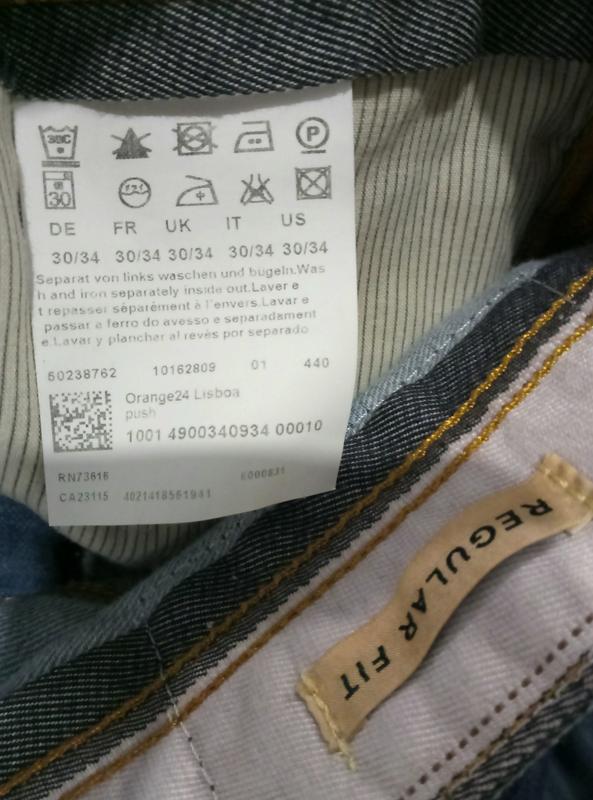 30C
P
30
DE FR UK IT US
30/34 30/34 30/34 30/34 30/34
Separat von links waschen und bügeln.Was
h and iron separately inside out.Laver e
t repasser séparément à l'envers.Lavar e
passar a ferro do avesso e separadament
e.Lavar y planchar al revés por separado
50238762 10162809 01 440
Orange24 Lisboa
push
1001 4900340934 00010
RN73616
CA23115 4021418561941
REGULAR FIT